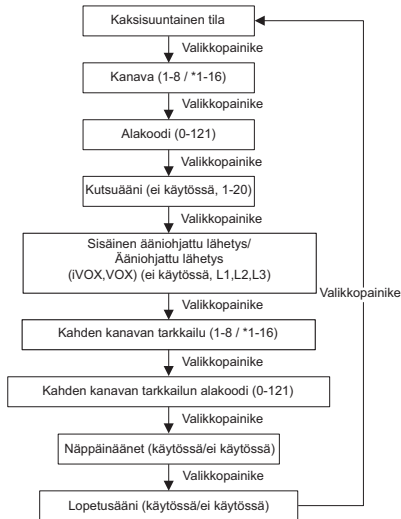 Kaksisuuntainen tila
Valikkopainike
Kanava (1-8 / *1-16)
Valikkopainike
Alakoodi (0-121)
Valikkopainike
Kutsuääni (ei käytössä, 1-20)
Valikkopainike
Sisäinen ääniohjattu lähetys/
Ääniohjattu lähetys
(iVOX,VOX) (ei käytössä, L1,L2,L3)
Valikkopainike
Valikkopainike
Kahden kanavan tarkkailu (1-8 / *1-16)
Valikkopainike
Kahden kanavan tarkkailun alakoodi (0-121)
Valikkopainike
Näppäinäänet (käytössä/ei käytössä)
Valikkopainike
Lopetusääni (käytössä/ei käytössä)